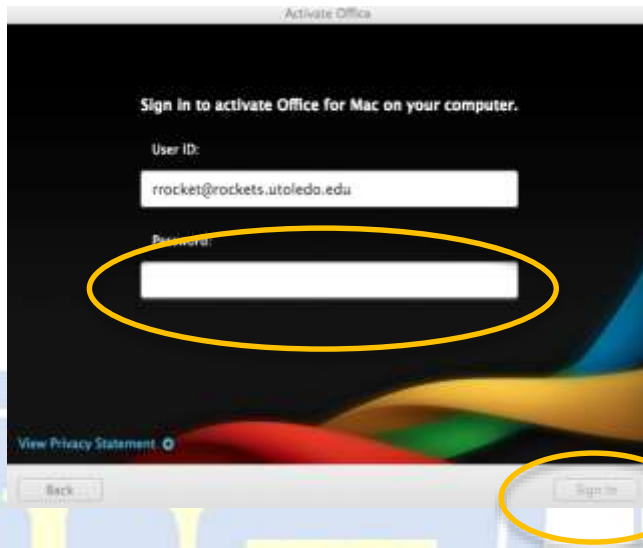 Activate Office
Sign in to activate Office for Mac on your computer.
User ID:
rrocket@rockets.utoledo.edu
Password:
View Privacy Statement
Back
Sign In